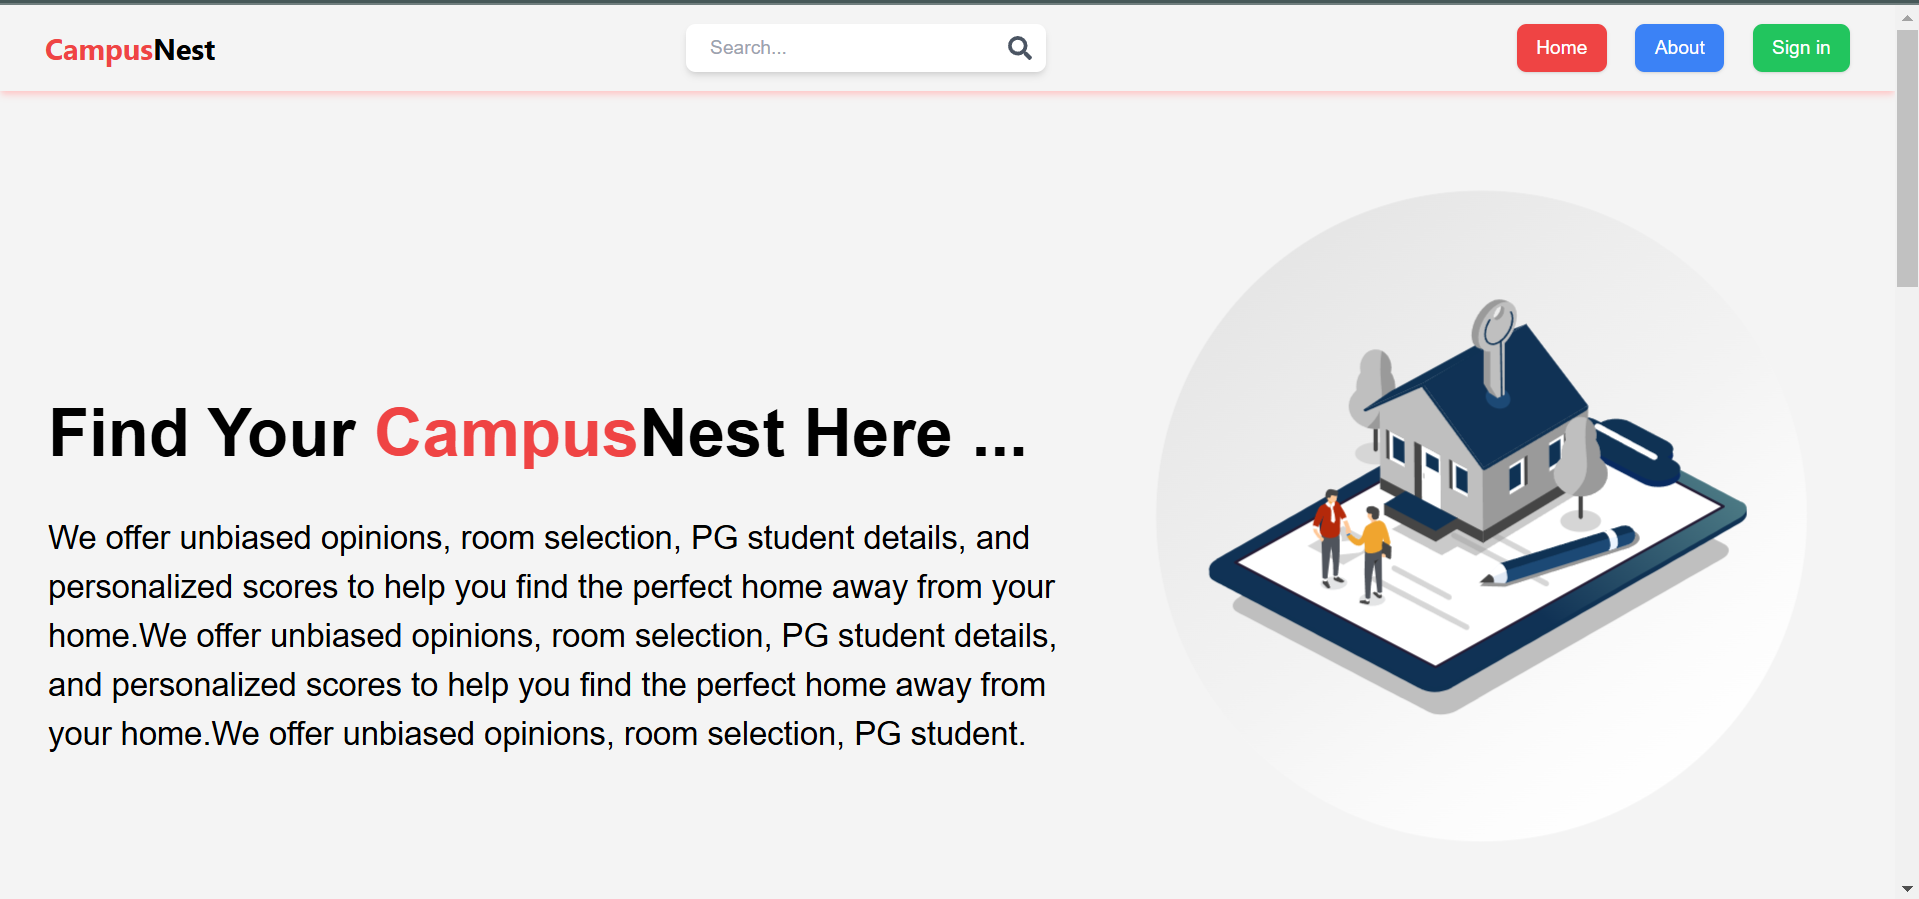 CampusNest
Search...
Home
About
Sign in
Find Your CampusNest Here ...
We offer unbiased opinions, room selection, PG student details, and
personalized scores to help you find the perfect home away from your
home.We offer unbiased opinions, room selection, PG student details,
and personalized scores to help you find the perfect home away from
your home.We offer unbiased opinions, room selection, PG student.